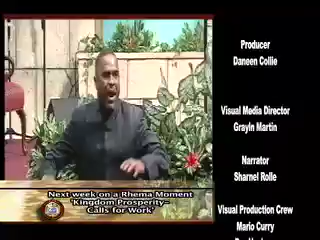 Producer
Daneen Collie
Visual Media Director
Grayln Martin
Narrator
Sharnel Rolle
Visual Production Crew
Mario Curry
Next week on a Rhema Moment
"Kingdom Prosperity-
Calls for Work"